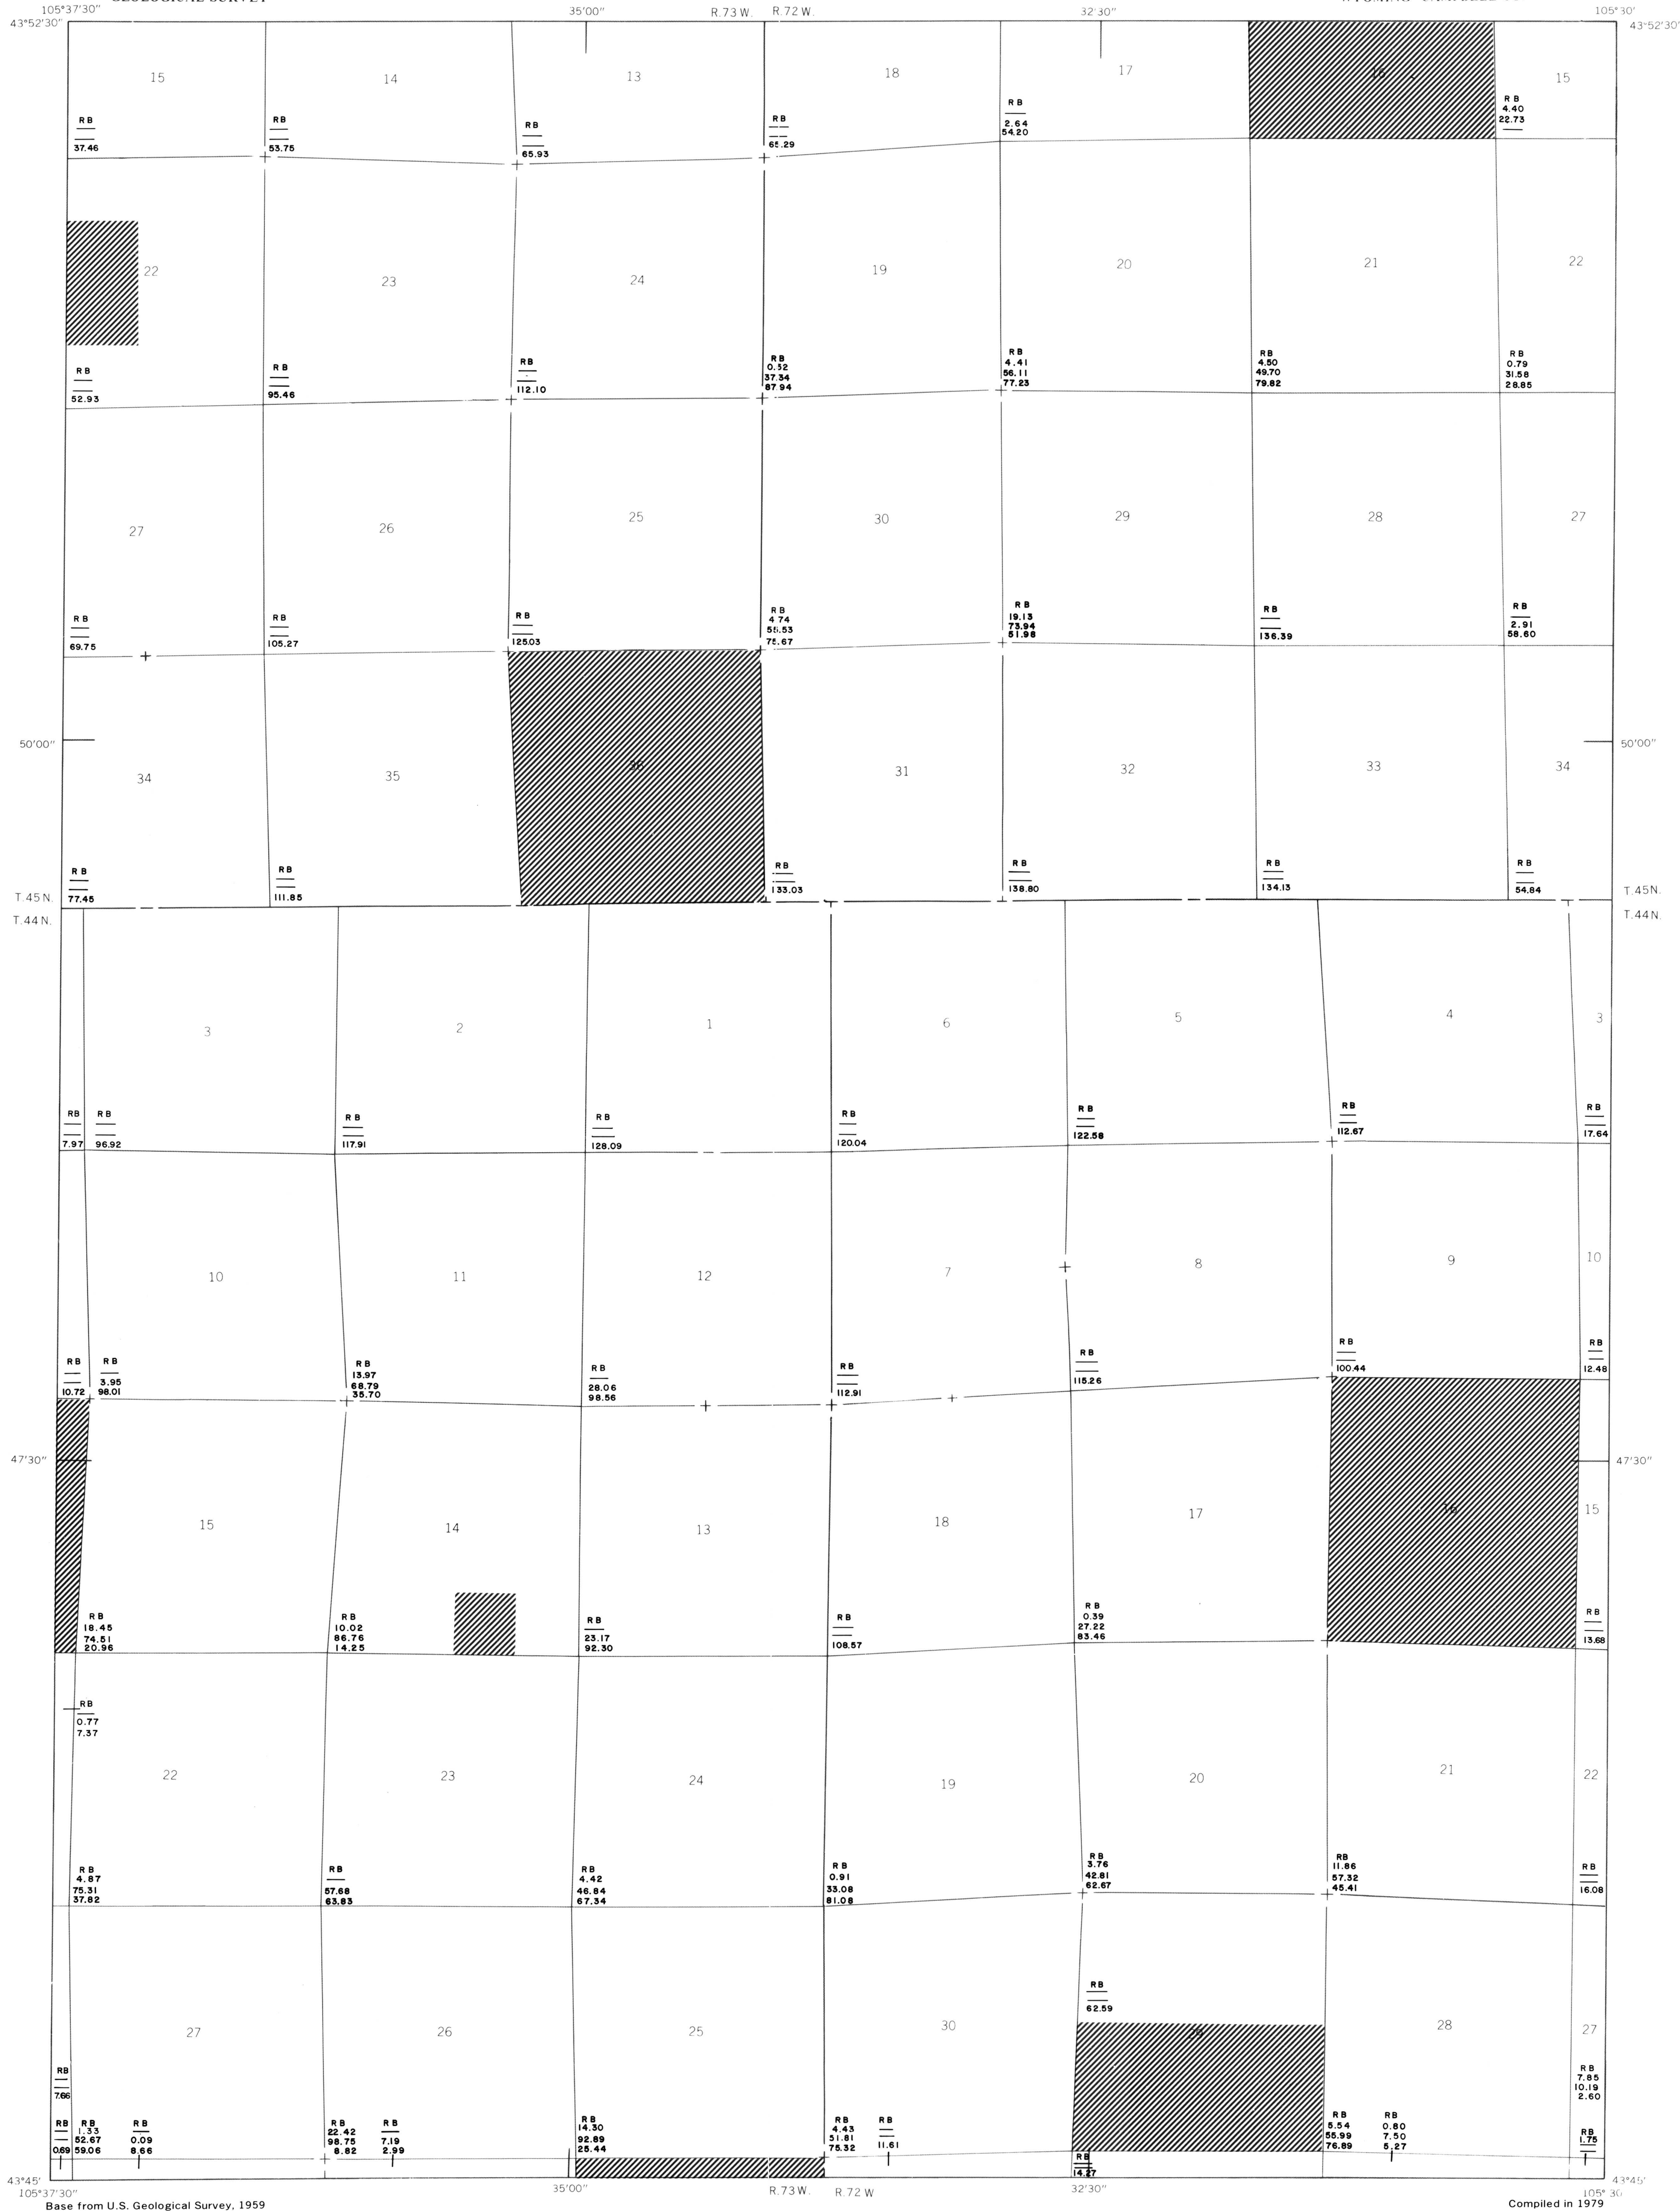 105°37'30" 35'00" R.73 W. R.72 W. 32'30" 105°30'
43°52'30" 43°52'30"
15 14 13 18 17 16 15
RB 37.46
RB 53.75
RB 65.93
RB 65.29
RB 2.64 54.20
RB 4.40 22.73
22 23 24 19 20 21 22
RB 52.93
RB 95.46
RB 112.10
RB 0.52 37.34 87.94
RB 4.41 56.11 77.23
RB 4.50 49.70 79.82
RB 0.79 31.58 28.85
27 26 25 30 29 28 27
RB 69.75
RB 105.27
RB 125.03
RB 4.74 55.53 75.67
RB 19.13 73.94 51.98
RB 136.39
RB 2.91 58.60
50'00" 50'00"
34 35 36 31 32 33 34
RB 77.45
RB 111.85
RB 133.03
RB 138.80
RB 134.13
RB 54.84
T.45 N. T.45 N.
T.44 N. T.44 N.
3 2 1 6 5 4 3
RB 7.97
RB 96.92
RB 117.91
RB 128.09
RB 120.04
RB 122.58
RB 112.67
RB 17.64
10 11 12 7 8 9 10
RB 10.72
RB 3.95 98.01
RB 13.97 68.79 35.70
RB 28.06 98.56
RB 112.91
RB 115.26
RB 100.44
RB 12.48
47'30" 47'30"
15 14 13 18 17 16 15
RB 18.45 74.51 20.96
RB 10.02 86.76 14.25
RB 23.17 92.30
RB 108.57
RB 0.39 27.22 83.46
RB 13.68
RB 0.77 7.37
22 23 24 19 20 21 22
RB 4.87 75.31 37.82
RB 57.68 63.83
RB 4.42 46.84 67.34
RB 0.91 33.08 81.08
RB 3.76 42.81 62.67
RB 11.86 57.32 45.41
RB 16.08
RB 62.59
27 26 25 30 29 28 27
RB 7.66
RB 7.85 10.19 2.60
RB 0.69
RB 1.33 52.67 59.06
RB 0.09 8.66
RB 22.42 98.75 8.82
RB 7.19 2.99
RB 14.30 92.89 25.44
RB 4.43 51.81 75.32
RB 11.61
RB 14.27
RB 5.54 55.99 76.89
RB 0.80 7.50 5.27
RB 1.75
43°45' 43°45'
105°37'30" 35'00" R.73 W. R.72 W 32'30" 105°30'
Base from U.S. Geological Survey, 1959 Compiled in 1979